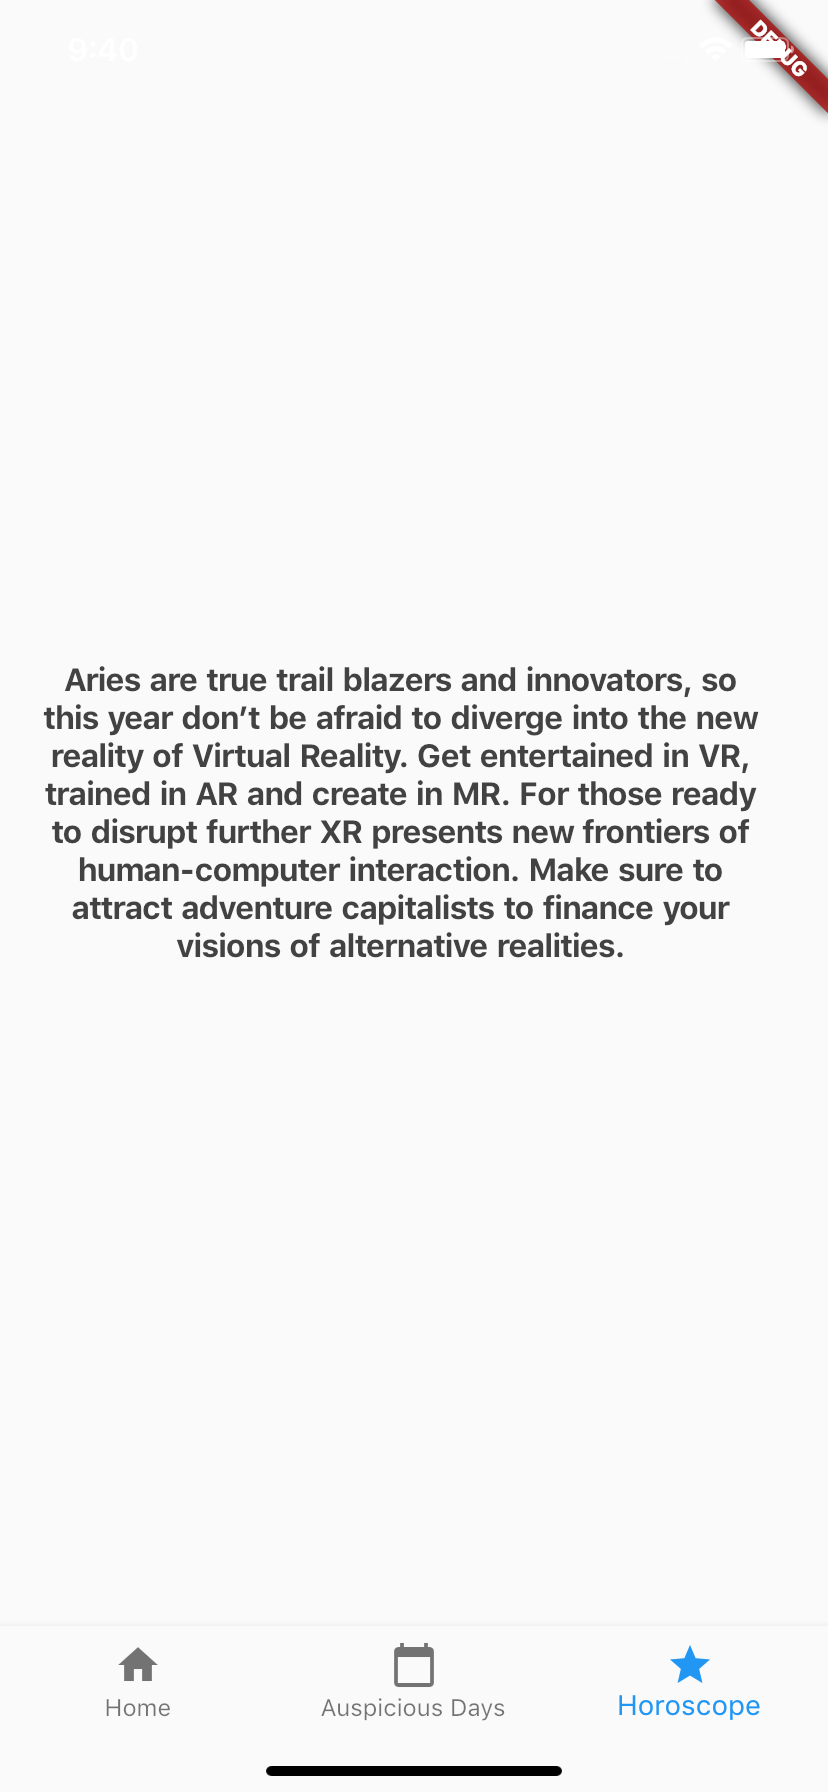 9:40
DEBUG
Aries are true trail blazers and innovators, so
this year don’t be afraid to diverge into the new
reality of Virtual Reality. Get entertained in VR,
trained in AR and create in MR. For those ready
to disrupt further XR presents new frontiers of
human-computer interaction. Make sure to
attract adventure capitalists to finance your
visions of alternative realities.
Home
Auspicious Days
Horoscope